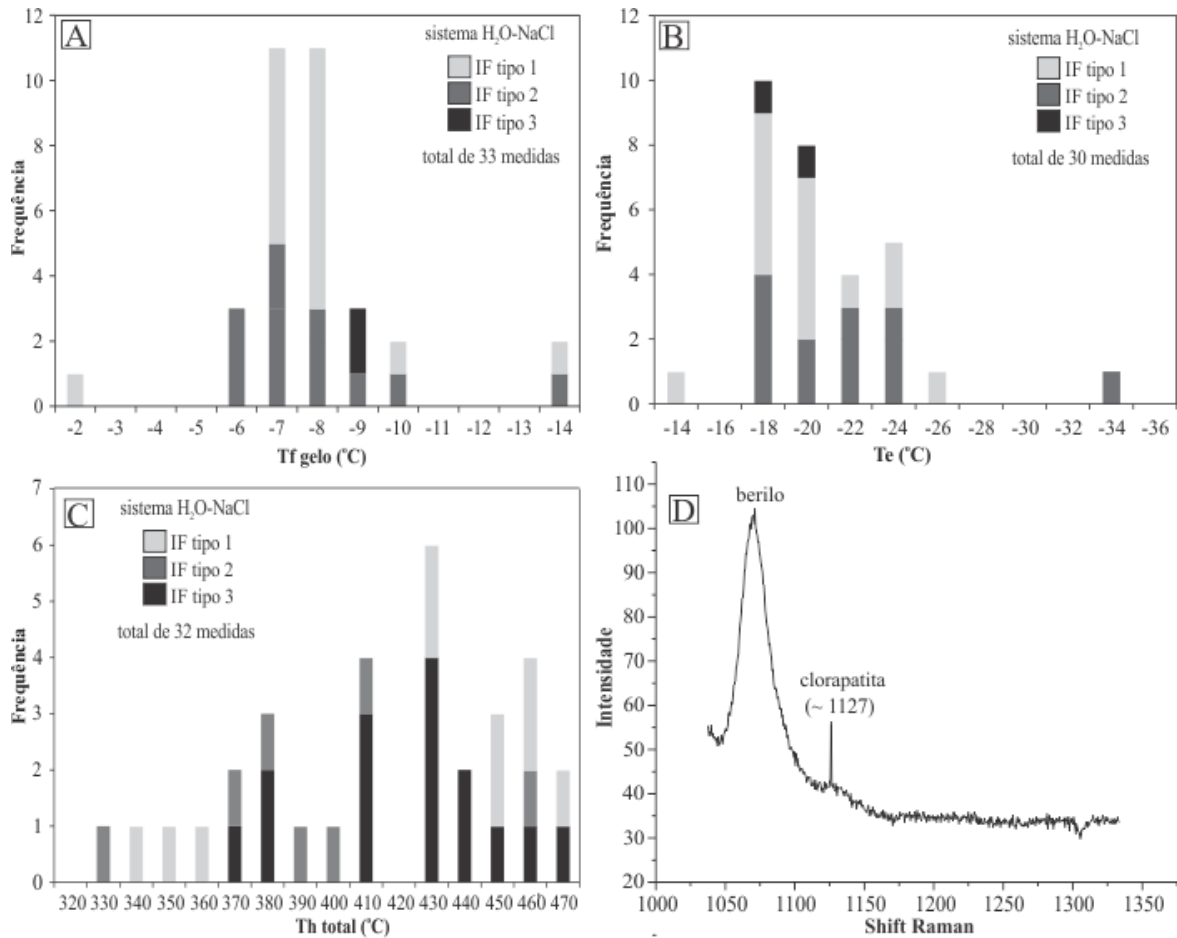 A
sistema H₂O-NaCl
IF tipo 1
IF tipo 2
IF tipo 3
total de 33 medidas
Frequência
12
10
8
6
4
2
0
-2 -3 -4 -5 -6 -7 -8 -9 -10 -11 -12 -13 -14
Tf gelo (°C)
B
sistema H₂O-NaCl
IF tipo 1
IF tipo 2
IF tipo 3
total de 30 medidas
Frequência
12
10
8
6
4
2
0
-14 -16 -18 -20 -22 -24 -26 -28 -30 -32 -34 -36
Te (°C)
C
sistema H₂O-NaCl
IF tipo 1
IF tipo 2
IF tipo 3
total de 32 medidas
Frequência
7
6
5
4
3
2
1
0
320 330 340 350 360 370 380 390 400 410 420 430 440 450 460 470
Th total (°C)
D
berilo
clorapatita
(~ 1127)
Intensidade
110
100
90
80
70
60
50
40
30
20
1000 1050 1100 1150 1200 1250 1300 1350
Shift Raman